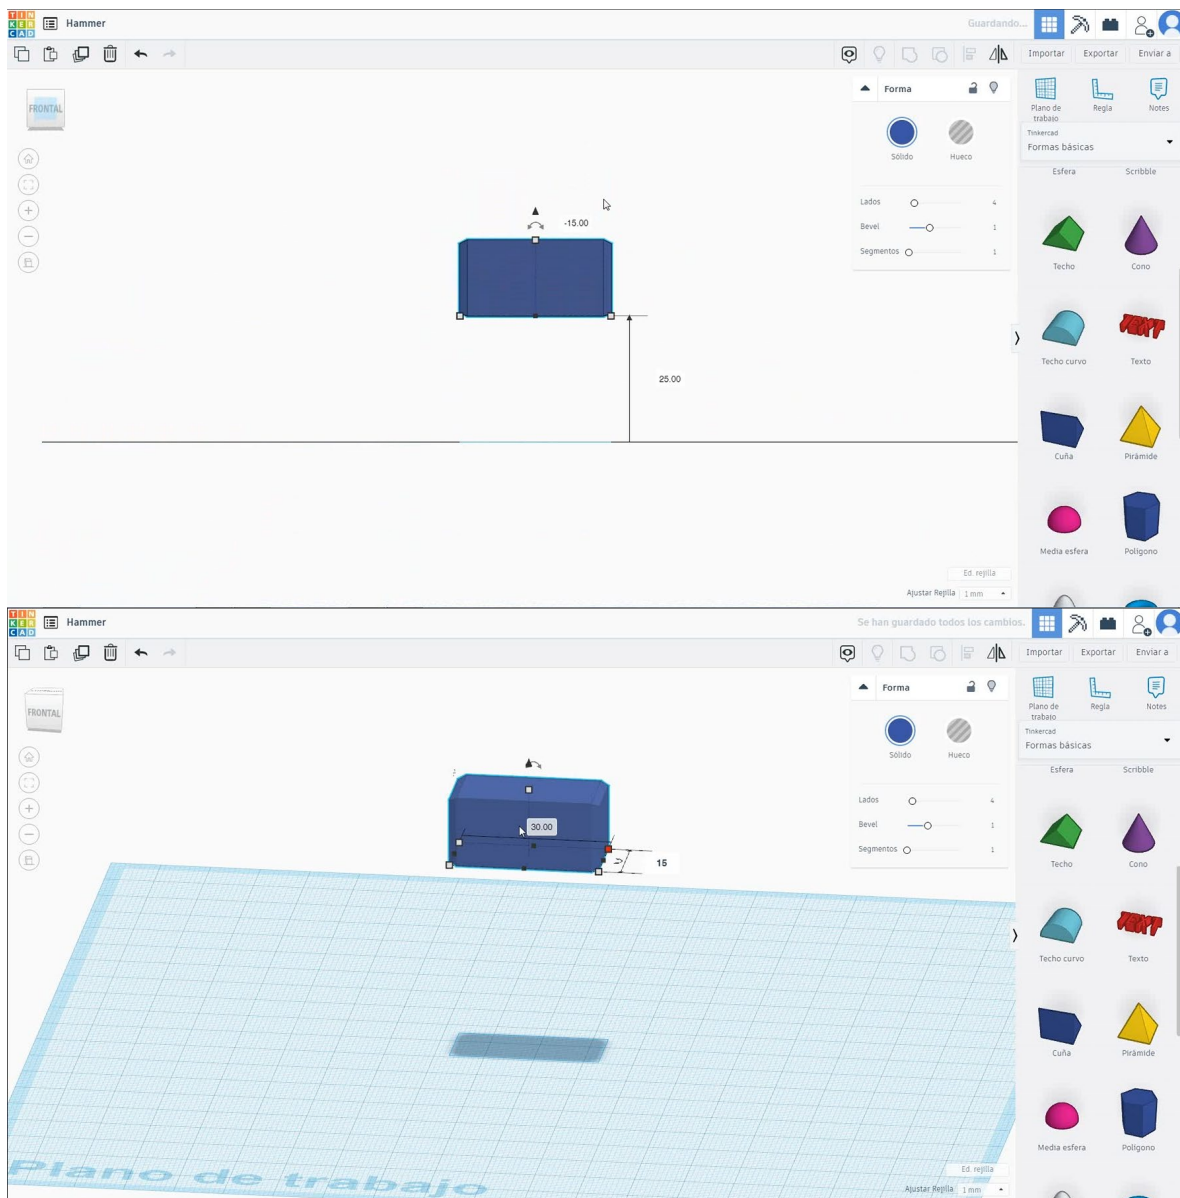 TIN
KER
CAD
Hammer
Guardando...
Importar
Exportar
Enviar a
FRONTAL
Forma
Sólido
Hueco
Lados
4
Bevel
1
Segmentos
1
Plano de
trabajo
Regla
Notes
Tinkercad
Formas básicas
Esfera
Scribble
Techo
Cono
Techo curvo
TEXT
Texto
Cuña
Pirámide
Media esfera
Polígono
-15.00
25.00
Ed. rejilla
Ajustar Rejilla
1 mm
TIN
KER
CAD
Hammer
Se han guardado todos los cambios.
Importar
Exportar
Enviar a
FRONTAL
Forma
Sólido
Hueco
Lados
4
Bevel
1
Segmentos
1
Plano de
trabajo
Regla
Notes
Tinkercad
Formas básicas
Esfera
Scribble
Techo
Cono
Techo curvo
TEXT
Texto
Cuña
Pirámide
Media esfera
Polígono
30.00
15
Plano de trabajo
Ed. rejilla
Ajustar Rejilla
1 mm